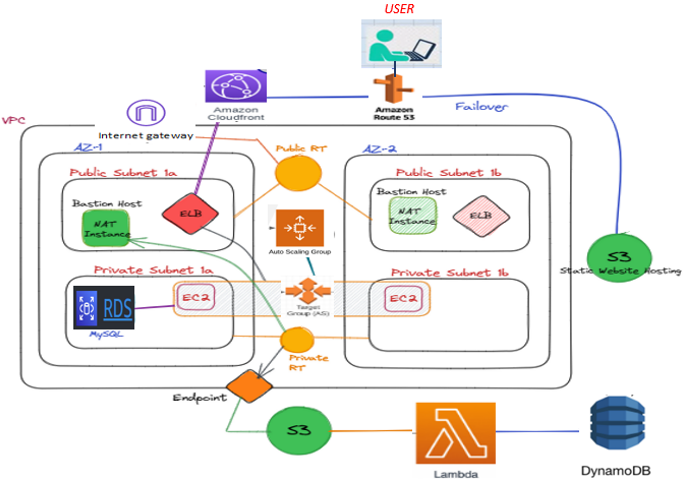 USER
Amazon
Cloudfront
Amazon
Route 53
Failover
VPC
Internet gateway
AZ-1
Public RT
AZ-2
Public Subnet 1a
Public Subnet 1b
Bastion Host
NAT
Instance
ELB
Bastion Host
NAT
Instance
ELB
Auto Scaling Group
S3
Static Website Hosting
Private Subnet 1a
Private Subnet 1b
EC2
EC2
RDS
MySQL
Target
Group (AS)
Private
RT
Endpoint
S3
Lambda
DynamoDB